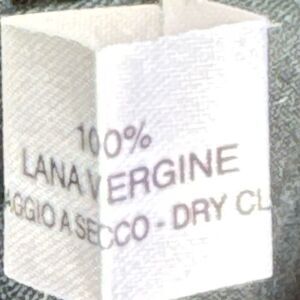 100%
LANA VERGINE
AGGIO A SECCO - DRY CL